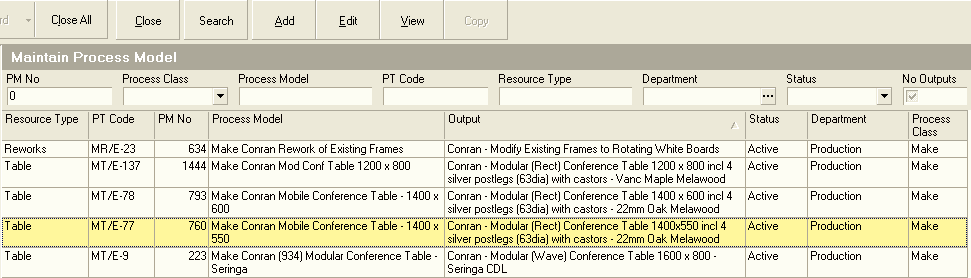 rd Close All Close Search Add Edit View Copy
Maintain Process Model
PM No Process Class Process Model PT Code Resource Type Department Status No Outputs
0 ...
Resource Type PT Code PM No Process Model Output Status Department Process
Class
Reworks MR/E-23 634 Make Conran Rework of Existing Frames Conran - Modify Existing Frames to Rotating White Boards Active Production Make
Table MT/E-137 1444 Make Conran Mod Conf Table 1200 x 800 Conran - Modular (Rect) Conference Table 1200 x 800 incl 4 Active Production Make
silver postlegs (63dia) with castors - Vanc Maple Melawood
Table MT/E-78 793 Make Conran Mobile Conference Table - 1400 x Conran - Modular (Rect) Conference Table 1400 x 600 incl 4 Active Production Make
600 silver postlegs (63dia) with castors - 22mm Oak Melawood
Table MT/E-77 760 Make Conran Mobile Conference Table - 1400 x Conran - Modular (Rect) Conference Table 1400x550 incl 4 Active Production Make
550 silver postlegs (63dia) with castors - 22mm Oak Melawood
Table MT/E-9 223 Make Conran (934) Modular Conference Table - Conran - Modular (Wave) Conference Table 1600 x 800 - Active Production Make
Seringa Seringa CDL